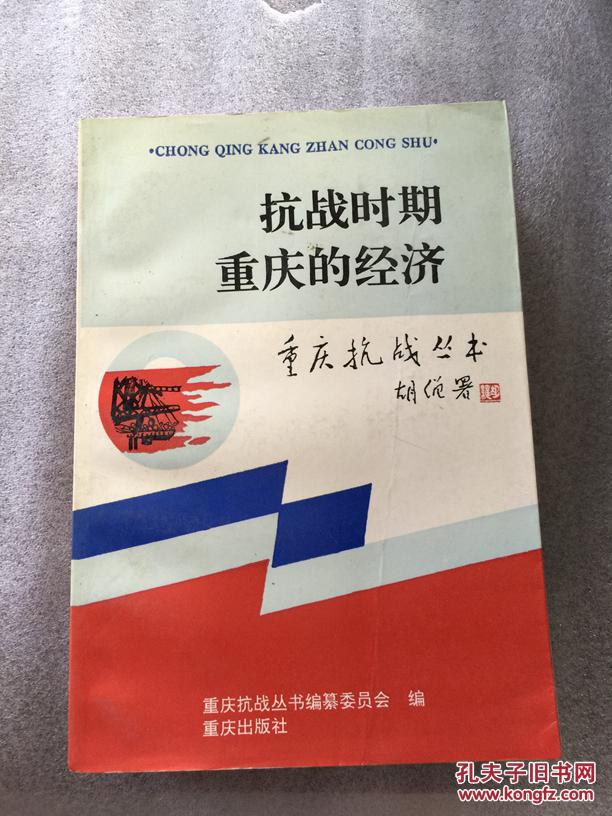 ·CHONG QING KANG ZHAN CONG SHU·
抗战时期
重庆的经济
重庆抗战丛书
署
重庆抗战丛书编纂委员会 编
重庆出版社
孔夫子旧书网
www.kongfz.com